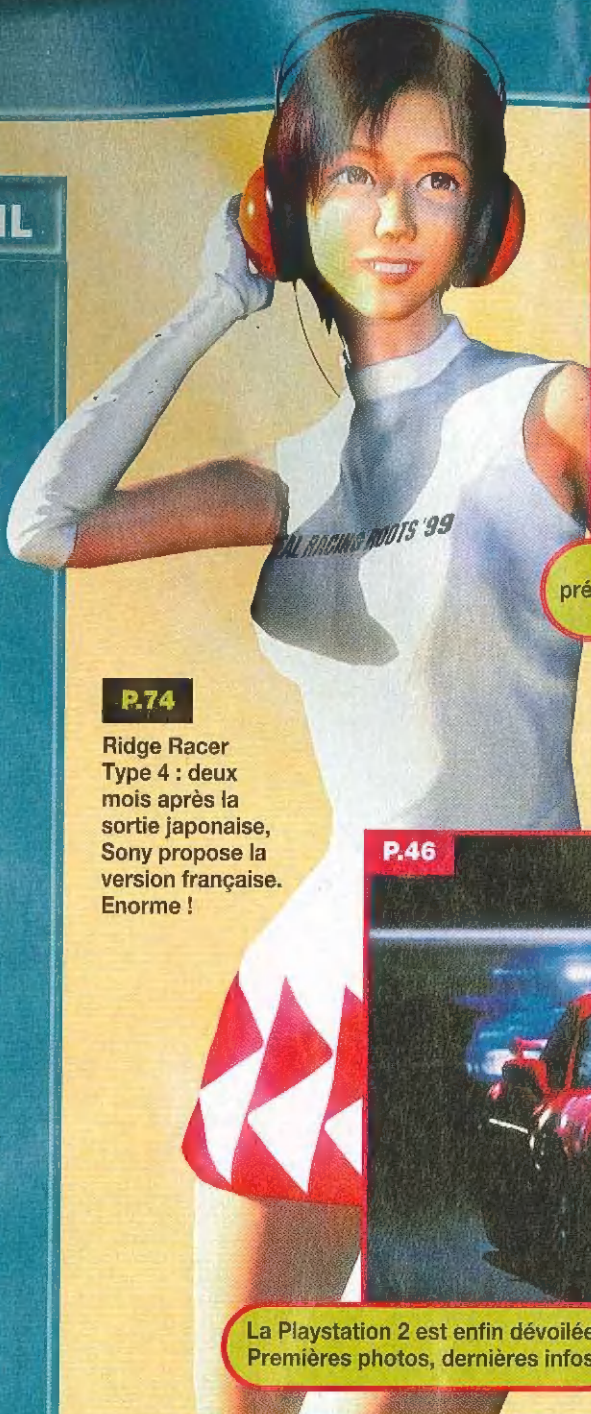 IL
RACING ROOTS '99
pré
P.74
Ridge Racer
Type 4 : deux
mois après la
sortie japonaise,
Sony propose la
version française.
Enorme !
P.46
La Playstation 2 est enfin dévoilée
Premières photos, dernières infos